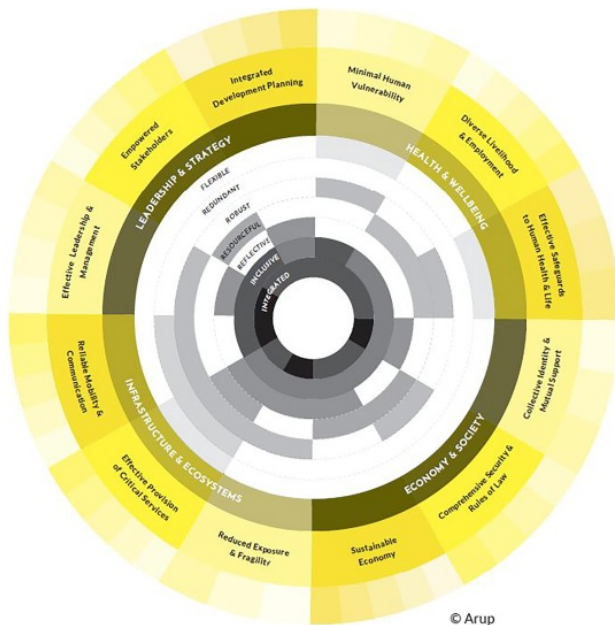 Integrated
Development Planning
Minimal Human
Vulnerability
Empowered
Stakeholders
Diverse Livelihood
& Employment
LEADERSHIP & STRATEGY
HEALTH & WELLBEING
FLEXIBLE
REDUNDANT
ROBUST
RESOURCEFUL
REFLECTIVE
INCLUSIVE
INTEGRATED
Effective Leadership &
Management
Effective Safeguards
to Human Health & Life
Reliable Mobility &
Communication
Collective Identity &
Mutual Support
INFRASTRUCTURE & ECOSYSTEMS
ECONOMY & SOCIETY
Effective Provision
of Critical Services
Comprehensive Security &
Rules of Law
Reduced Exposure
& Fragility
Sustainable
Economy
© Arup